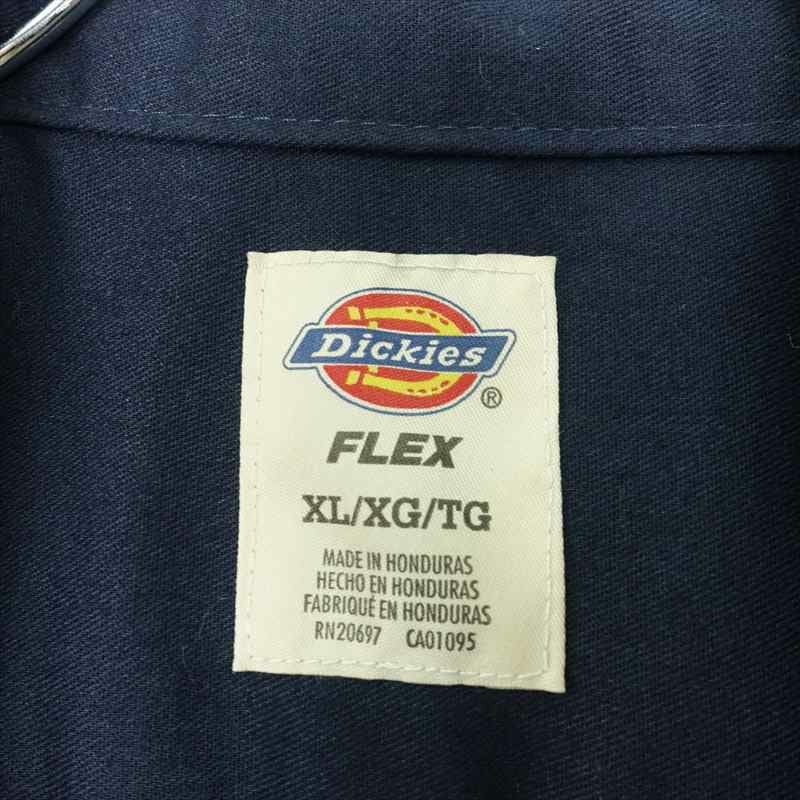 Dickies
®
FLEX
XL/XG/TG
MADE IN HONDURAS
HECHO EN HONDURAS
FABRIQUÉ EN HONDURAS
RN20697 CA01095